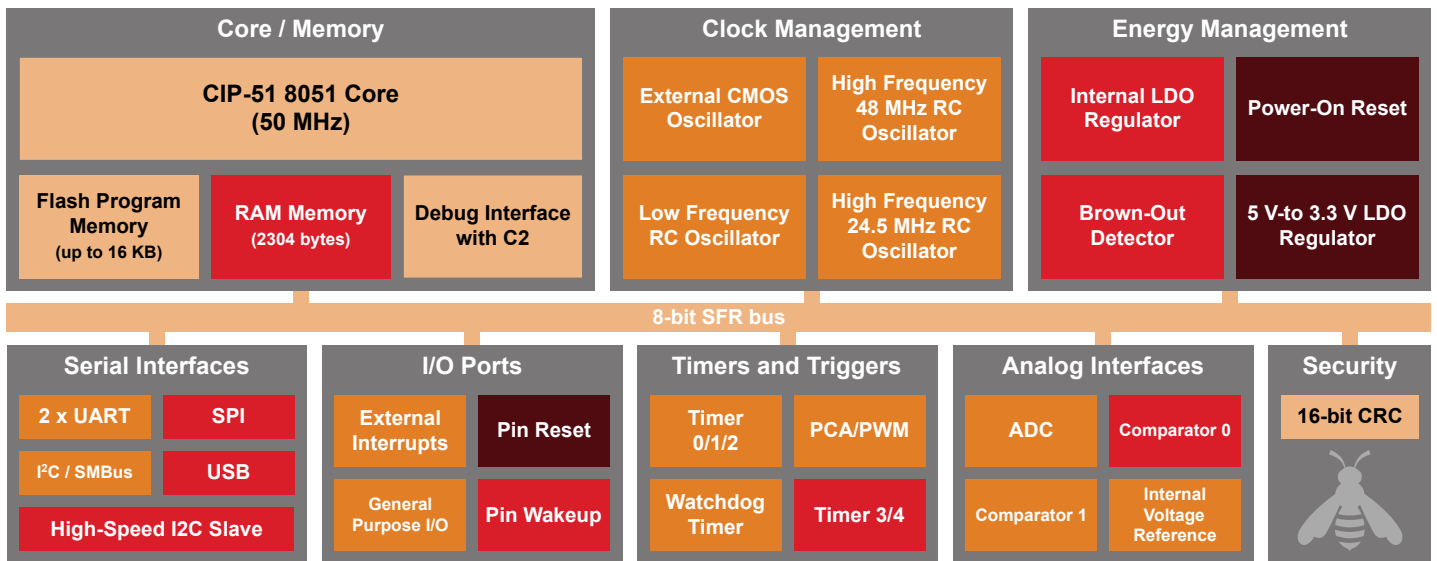 Core / Memory
CIP-51 8051 Core
(50 MHz)
Flash Program
Memory
(up to 16 KB)
RAM Memory
(2304 bytes)
Debug Interface
with C2
Clock Management
External CMOS
Oscillator
High Frequency
48 MHz RC
Oscillator
Low Frequency
RC Oscillator
High Frequency
24.5 MHz RC
Oscillator
Energy Management
Internal LDO
Regulator
Power-On Reset
Brown-Out
Detector
5 V-to 3.3 V LDO
Regulator
8-bit SFR bus
Serial Interfaces
2 x UART
SPI
I²C / SMBus
USB
High-Speed I2C Slave
I/O Ports
External
Interrupts
Pin Reset
General
Purpose I/O
Pin Wakeup
Timers and Triggers
Timer
0/1/2
PCA/PWM
Watchdog
Timer
Timer 3/4
Analog Interfaces
ADC
Comparator 0
Comparator 1
Internal
Voltage
Reference
Security
16-bit CRC